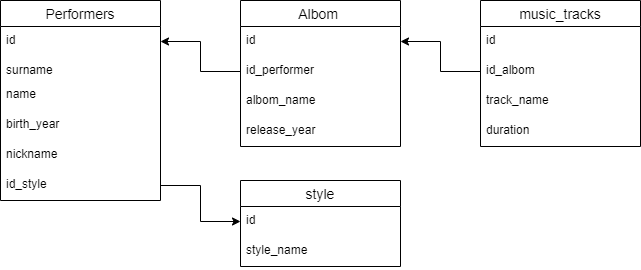 Performers
id
surname
name
birth_year
nickname
id_style
Albom
id
id_performer
albom_name
release_year
music_tracks
id
id_albom
track_name
duration
style
id
style_name